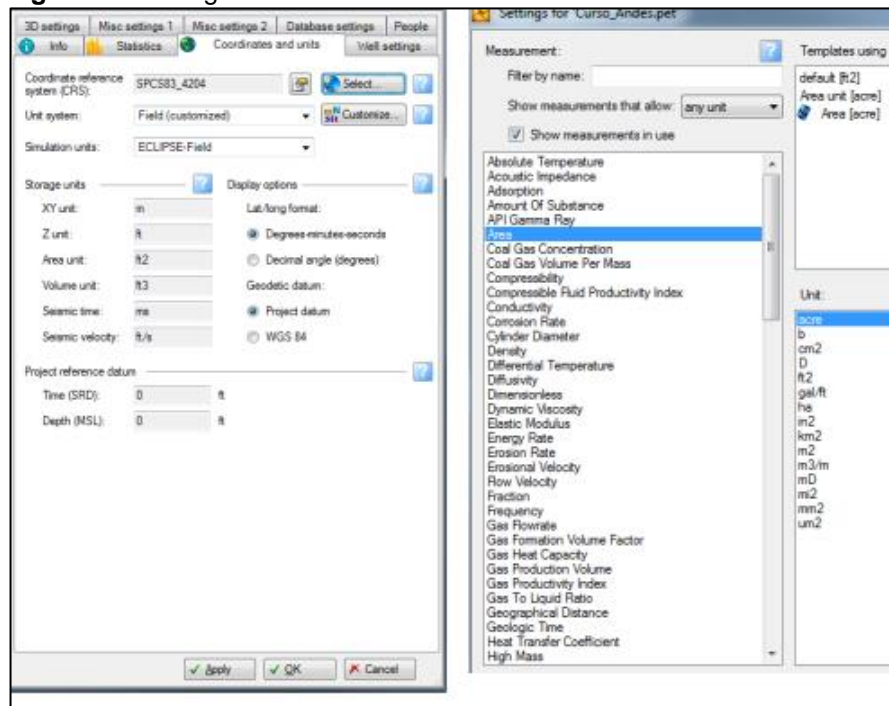 3D settings Misc settings 1 Misc settings 2 Database settings People
Info Statistics Coordinates and units Well settings
Coordinate reference system (CRS): SPCS83_4204 Select...
Unit system: Field (customized) Customize...
Simulation units: ECLIPSE-Field
Storage units
XY unit: m
Z unit: ft
Area unit: ft2
Volume unit: ft3
Seismic time: ms
Seismic velocity: ft/s
Display options
Lat/long format:
Degrees-minutes-seconds
Decimal angle (degrees)
Geodetic datum:
Project datum
WGS 84
Project reference datum
Time (SRD): 0 ft
Depth (MSL): 0 ft
Apply OK Cancel
Settings for 'Curso_Andes.pet'
Measurement:
Filter by name:
Show measurements that allow: any unit
Show measurements in use
Absolute Temperature
Acoustic Impedance
Adsorption
Amount Of Substance
API Gamma Ray
Area
Coal Gas Concentration
Coal Gas Volume Per Mass
Compressibility
Compressible Fluid Productivity Index
Conductivity
Corrosion Rate
Cylinder Diameter
Density
Differential Temperature
Diffusivity
Dimensionless
Dynamic Viscosity
Elastic Modulus
Energy Rate
Erosion Rate
Erosional Velocity
Flow Velocity
Fraction
Frequency
Gas Flowrate
Gas Formation Volume Factor
Gas Heat Capacity
Gas Production Volume
Gas Productivity Index
Gas To Liquid Ratio
Geographical Distance
Geologic Time
Heat Transfer Coefficient
High Mass
Templates using
default [ft2]
Area unit [acre]
Area [acre]
Unit:
acre
b
cm2
D
ft2
gal/ft
ha
in2
km2
m2
m3/m
mD
mi2
mm2
um2